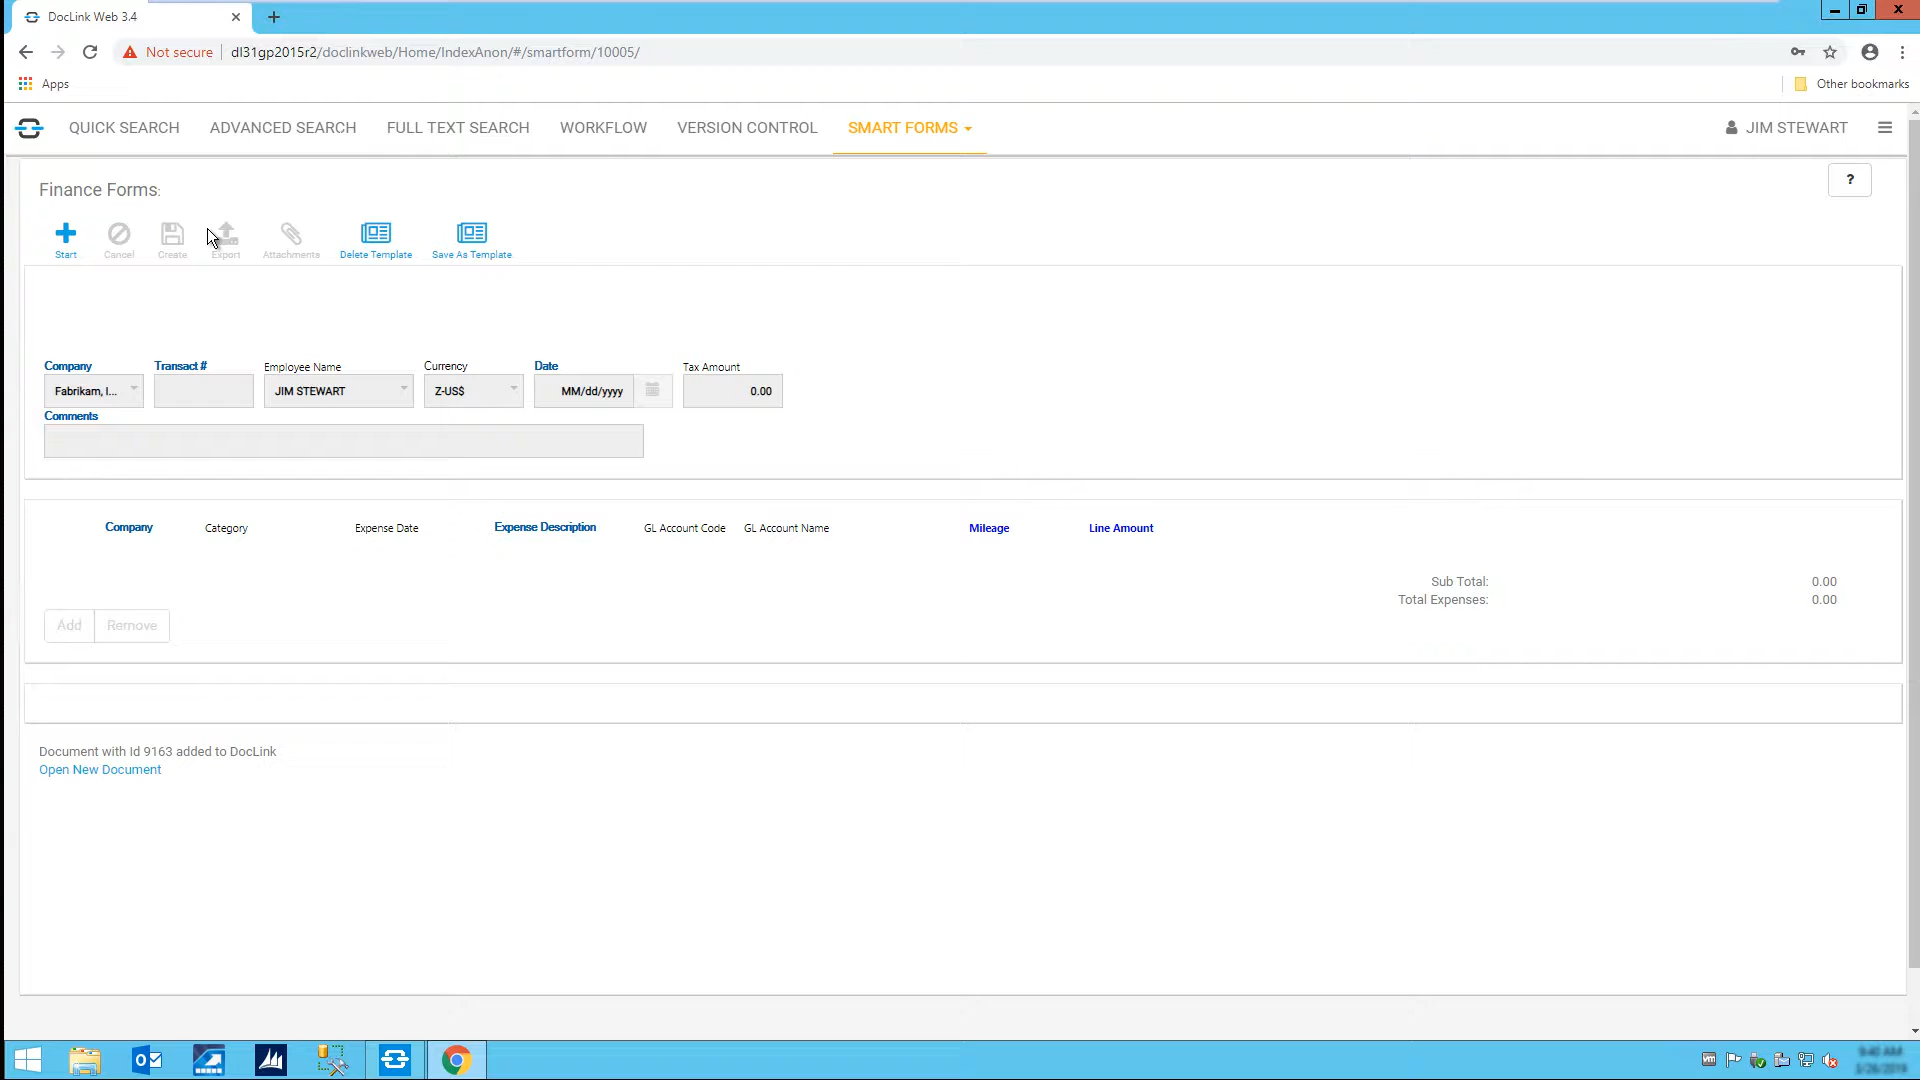 DocLink Web 3.4
Not secure
dl31gp2015r2/doclinkweb/Home/IndexAnon/#/smartform/10005/
Apps
Other bookmarks
QUICK SEARCH
ADVANCED SEARCH
FULL TEXT SEARCH
WORKFLOW
VERSION CONTROL
SMART FORMS
JIM STEWART
Finance Forms:
?
Start
Cancel
Create
Export
Attachments
Delete Template
Save As Template
Company
Transact #
Employee Name
Currency
Date
Tax Amount
Fabrikam, I...
JIM STEWART
Z-US$
MM/dd/yyyy
0.00
Comments
Company
Category
Expense Date
Expense Description
GL Account Code
GL Account Name
Mileage
Line Amount
Sub Total:
0.00
Total Expenses:
0.00
Add
Remove
Document with Id 9163 added to DocLink
Open New Document